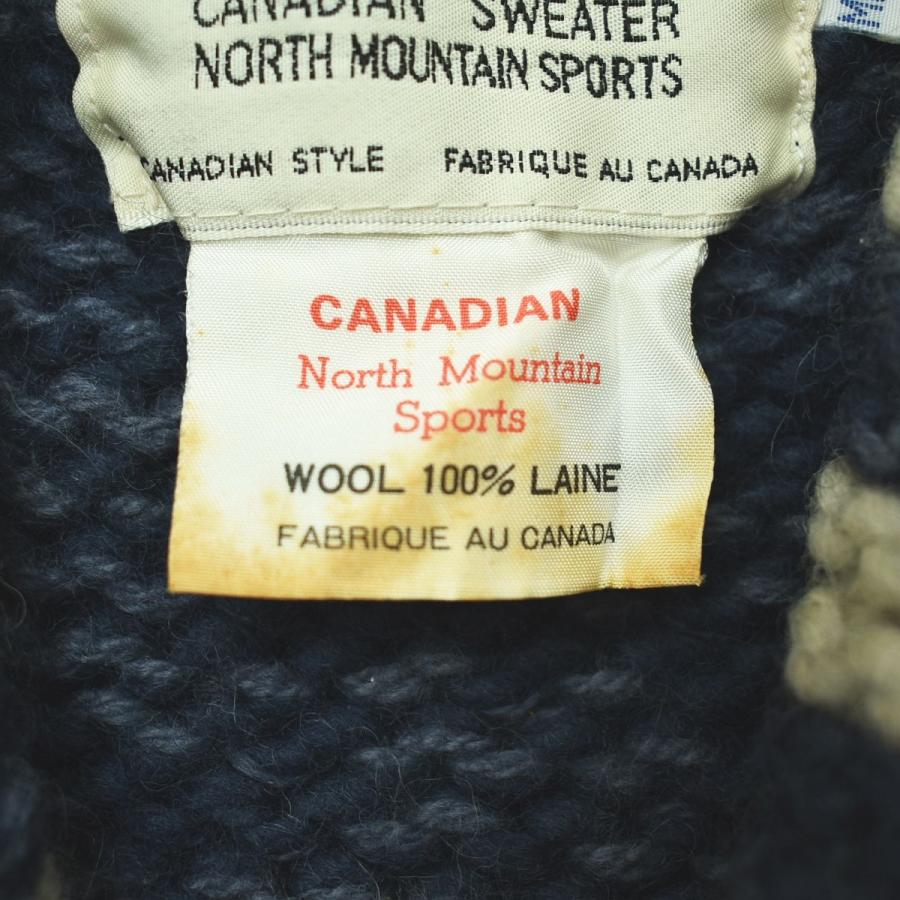 CANADIAN SWEATER
NORTH MOUNTAIN SPORTS
CANADIAN STYLE FABRIQUE AU CANADA
CANADIAN
North Mountain
Sports
WOOL 100% LAINE
FABRIQUE AU CANADA